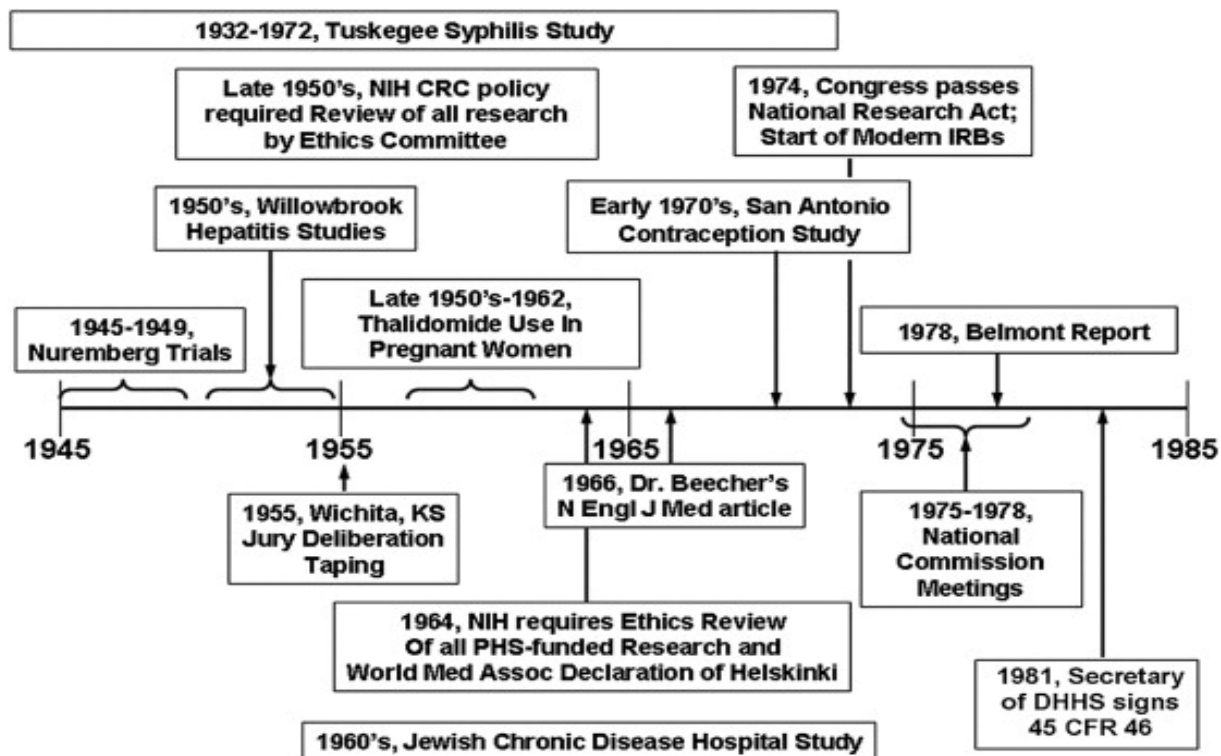 1932-1972, Tuskegee Syphilis Study
Late 1950's, NIH CRC policy
required Review of all research
by Ethics Committee
1974, Congress passes
National Research Act;
Start of Modern IRBs
1950's, Willowbrook
Hepatitis Studies
Early 1970's, San Antonio
Contraception Study
Late 1950's-1962,
Thalidomide Use In
Pregnant Women
1945-1949,
Nuremberg Trials
1978, Belmont Report
1945
1955
1965
1975
1985
1955, Wichita, KS
Jury Deliberation
Taping
1966, Dr. Beecher's
N Engl J Med article
1975-1978,
National
Commission
Meetings
1964, NIH requires Ethics Review
Of all PHS-funded Research and
World Med Assoc Declaration of Helskinki
1981, Secretary
of DHHS signs
45 CFR 46
1960's, Jewish Chronic Disease Hospital Study